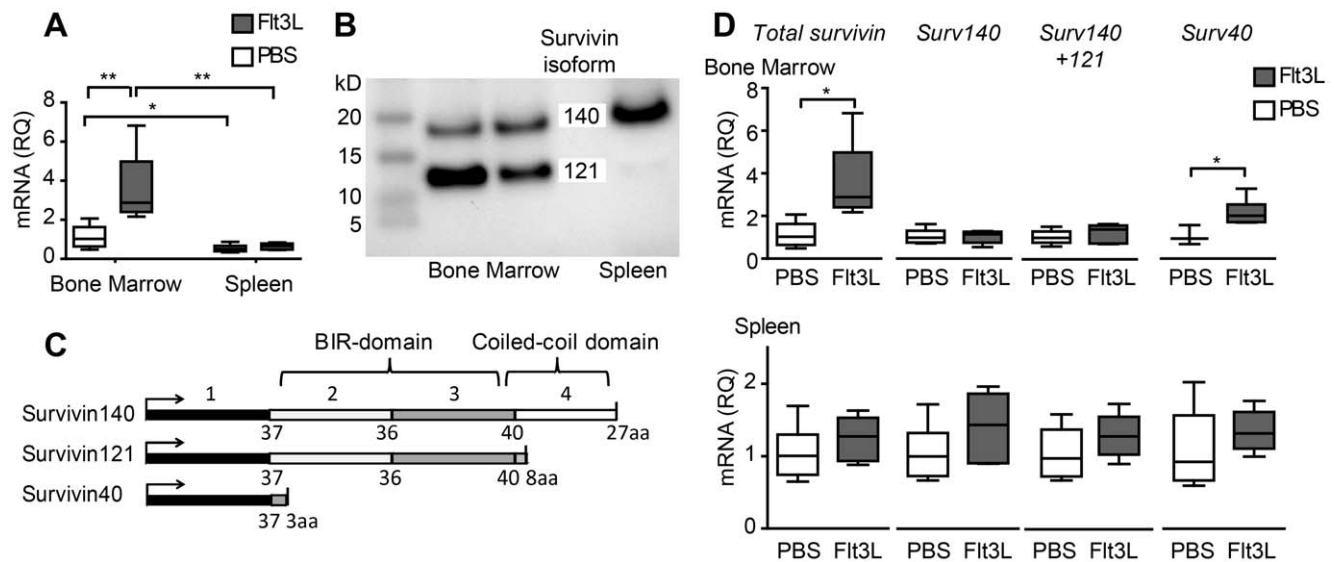 A
Flt3L
PBS
**
**
*
mRNA (RQ)
8
6
4
2
0
Bone Marrow
Spleen
B
Survivin
isoform
kD
20
15
10
5
140
121
Bone Marrow
Spleen
C
BIR-domain
Coiled-coil domain
1
2
3
4
Survivin140
37
36
40
27aa
Survivin121
37
36
40
8aa
Survivin40
37
3aa
D
Total survivin
Surv140
Surv140
+121
Surv40
Bone Marrow
Flt3L
PBS
*
*
mRNA (RQ)
8
6
4
2
0
PBS Flt3L
PBS Flt3L
PBS Flt3L
PBS Flt3L
Spleen
mRNA (RQ)
2
1
0
PBS Flt3L
PBS Flt3L
PBS Flt3L
PBS Flt3L